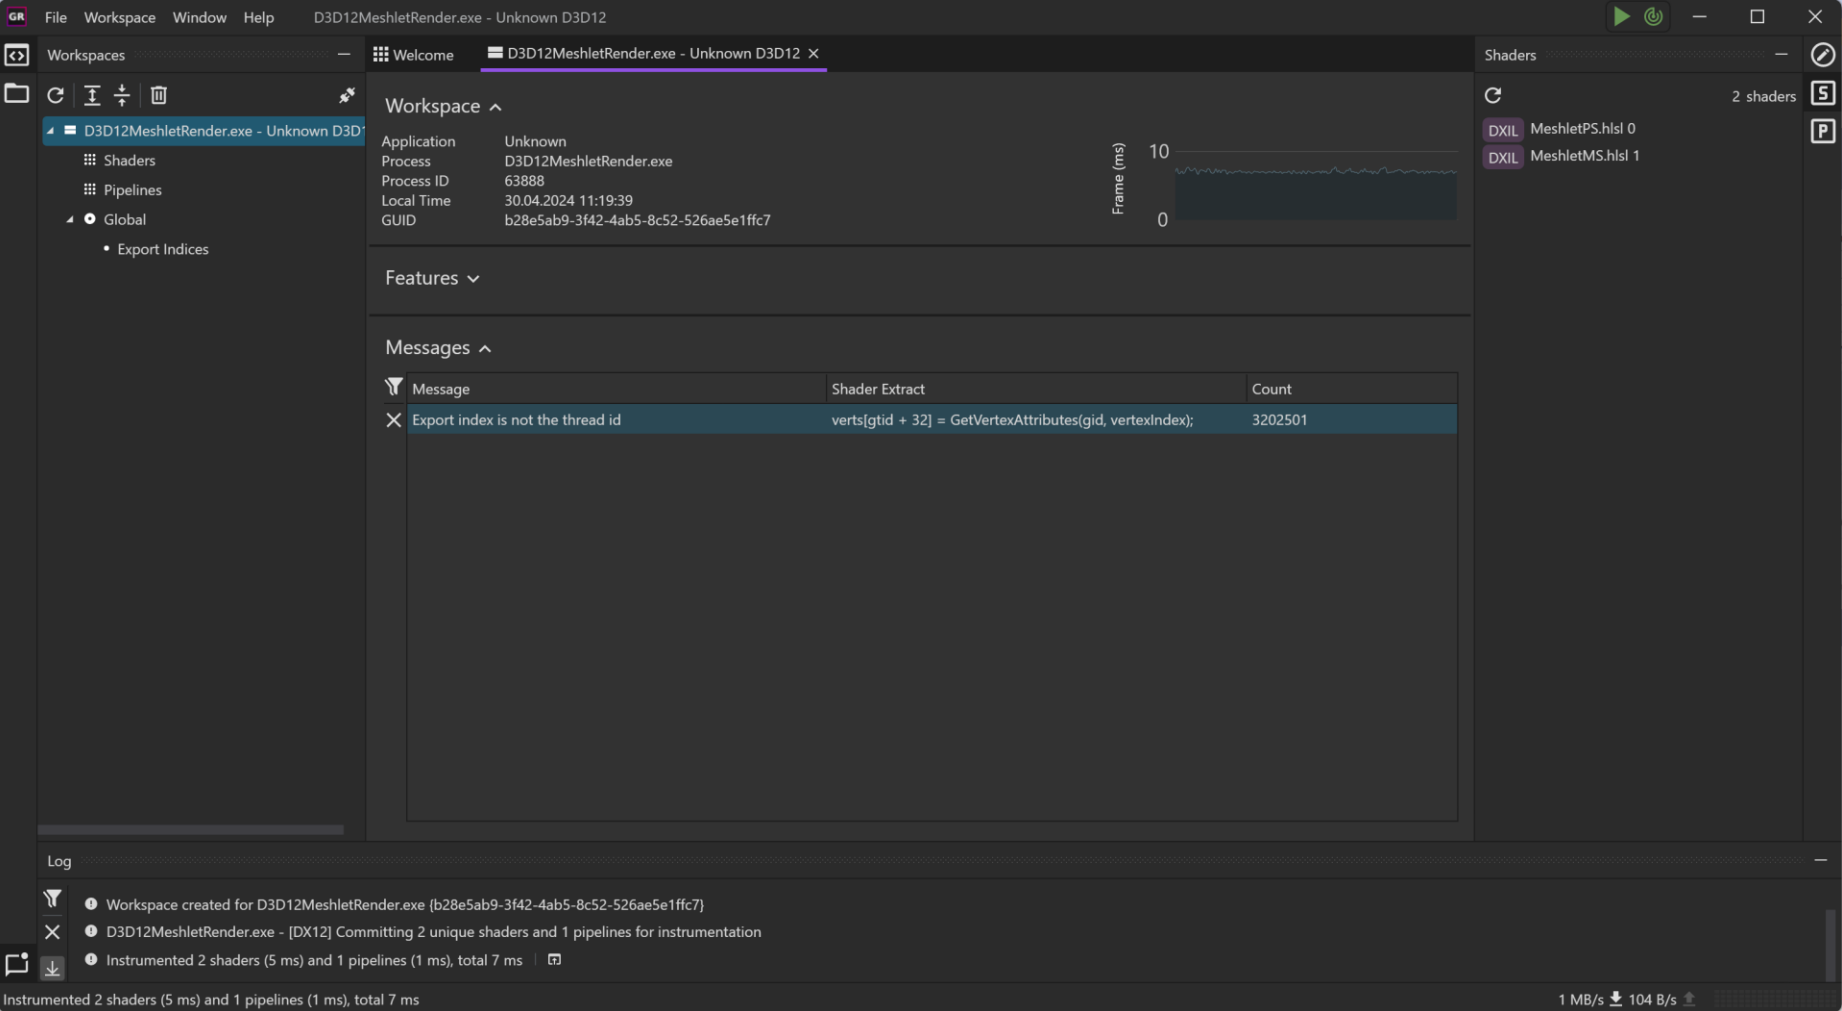 GR File Workspace Window Help D3D12MeshletRender.exe - Unknown D3D12
Workspaces
Welcome
D3D12MeshletRender.exe - Unknown D3D12
Shaders
2 shaders
D3D12MeshletRender.exe - Unknown D3D1
Shaders
Pipelines
Global
Export Indices
Workspace
Application Unknown
Process D3D12MeshletRender.exe
Process ID 63888
Local Time 30.04.2024 11:19:39
GUID b28e5ab9-3f42-4ab5-8c52-526ae5e1ffc7
Frame (ms)
10
0
DXIL MeshletPS.hlsl 0
DXIL MeshletMS.hlsl 1
S
P
Features
Messages
Message Shader Extract Count
Export index is not the thread id verts[gtid + 32] = GetVertexAttributes(gid, vertexIndex); 3202501
Log
Workspace created for D3D12MeshletRender.exe {b28e5ab9-3f42-4ab5-8c52-526ae5e1ffc7}
D3D12MeshletRender.exe - [DX12] Committing 2 unique shaders and 1 pipelines for instrumentation
Instrumented 2 shaders (5 ms) and 1 pipelines (1 ms), total 7 ms
Instrumented 2 shaders (5 ms) and 1 pipelines (1 ms), total 7 ms
1 MB/s 104 B/s